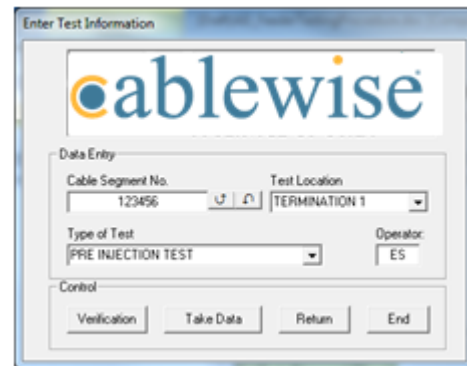 Enter Test Information
cablewise
Data Entry
Cable Segment No.
Test Location
123456
TERMINATION 1
Type of Test
Operator:
PRE INJECTION TEST
ES
Control
Verification
Take Data
Return
End